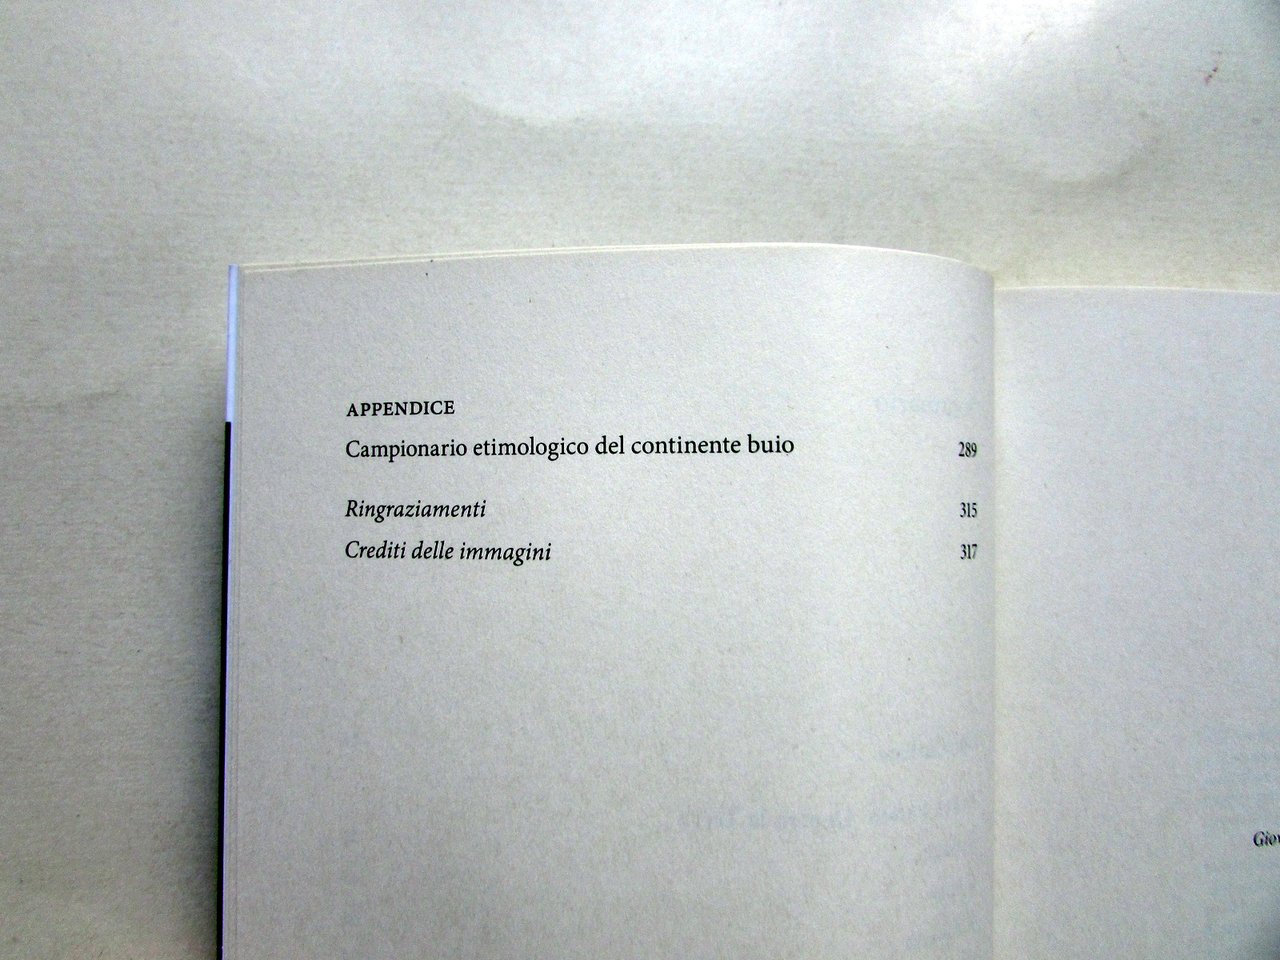 APPENDICE
Campionario etimologico del continente buio 289
Ringraziamenti 315
Crediti delle immagini 317